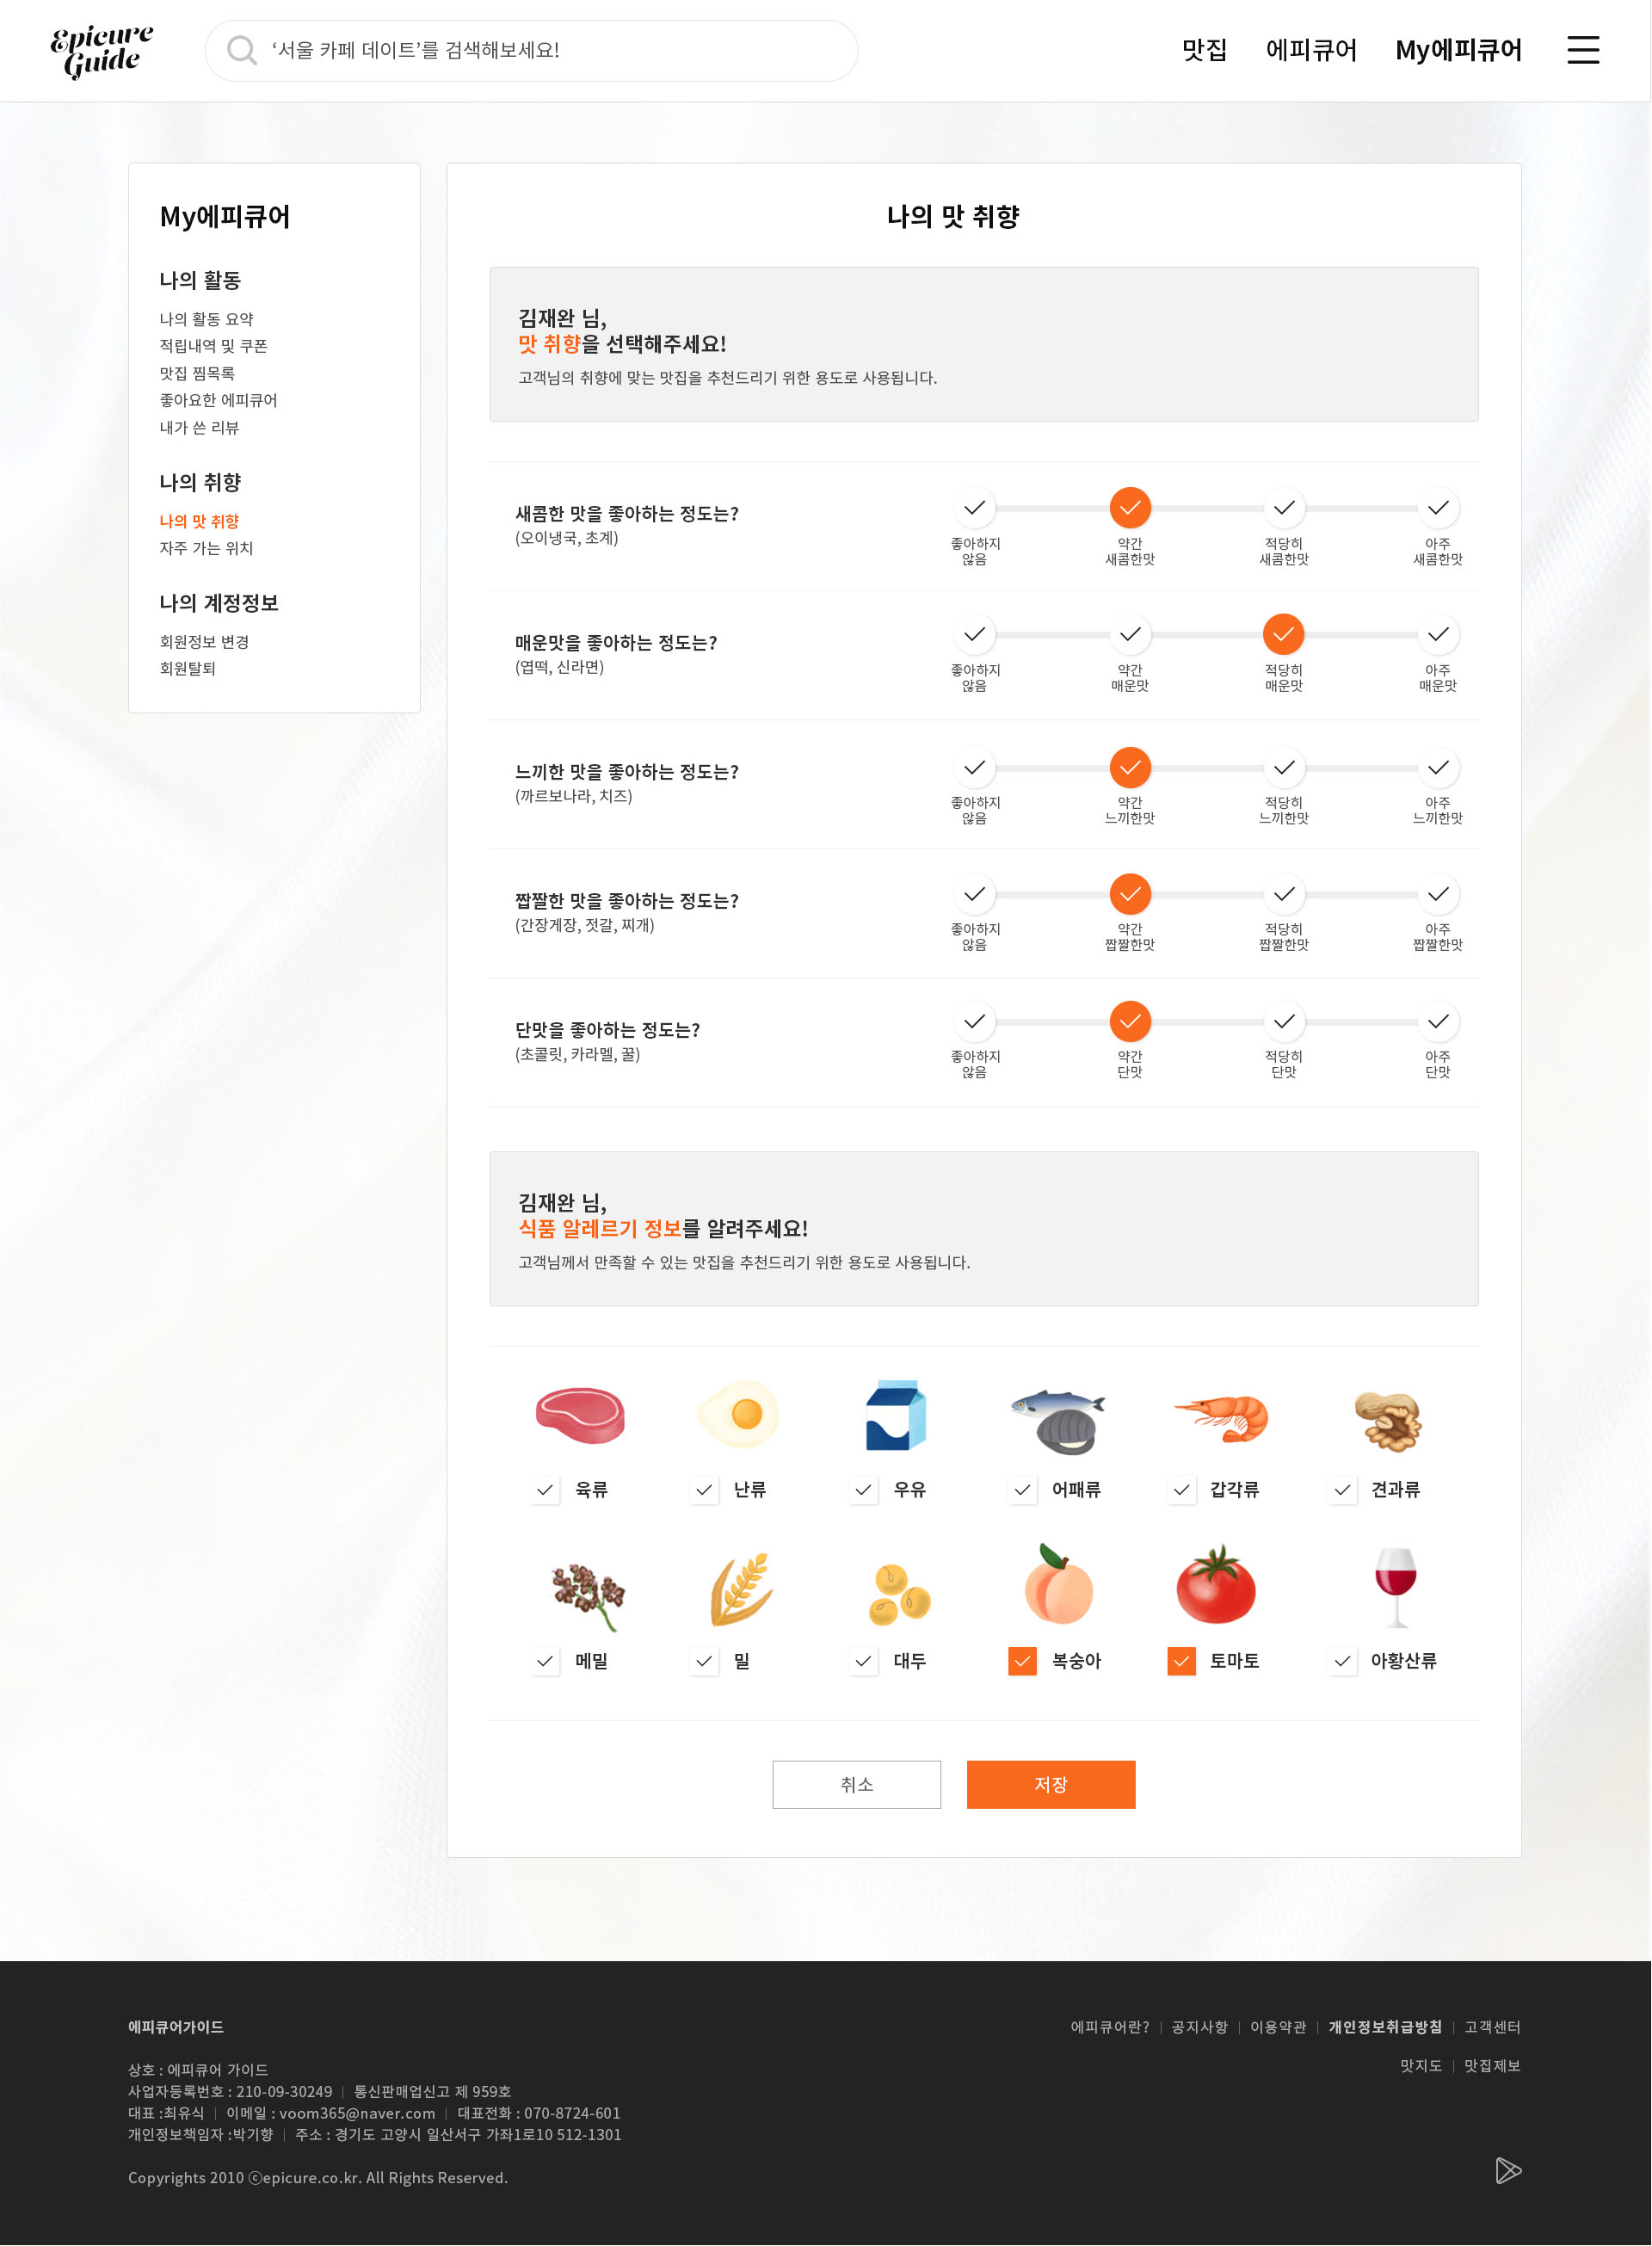 Epicure
Guide
‘서울 카페 데이트’를 검색해보세요!
맛집
에피큐어
My에피큐어
My에피큐어
나의 활동
나의 활동 요약
적립내역 및 쿠폰
맛집 찜목록
좋아요한 에피큐어
내가 쓴 리뷰
나의 취향
나의 맛 취향
자주 가는 위치
나의 계정정보
회원정보 변경
회원탈퇴
나의 맛 취향
김재완 님,
맛 취향을 선택해주세요!
고객님의 취향에 맞는 맛집을 추천드리기 위한 용도로 사용됩니다.
새콤한 맛을 좋아하는 정도는?
(오이냉국, 초계)
좋아하지
않음
약간
새콤한맛
적당히
새콤한맛
아주
새콤한맛
매운맛을 좋아하는 정도는?
(엽떡, 신라면)
좋아하지
않음
약간
매운맛
적당히
매운맛
아주
매운맛
느끼한 맛을 좋아하는 정도는?
(까르보나라, 치즈)
좋아하지
않음
약간
느끼한맛
적당히
느끼한맛
아주
느끼한맛
짭짤한 맛을 좋아하는 정도는?
(간장게장, 젓갈, 찌개)
좋아하지
않음
약간
짭짤한맛
적당히
짭짤한맛
아주
짭짤한맛
단맛을 좋아하는 정도는?
(초콜릿, 카라멜, 꿀)
좋아하지
않음
약간
단맛
적당히
단맛
아주
단맛
김재완 님,
식품 알레르기 정보를 알려주세요!
고객님께서 만족할 수 있는 맛집을 추천드리기 위한 용도로 사용됩니다.
육류
난류
우유
어패류
갑각류
견과류
메밀
밀
대두
복숭아
토마토
아황산류
취소
저장
에피큐어가이드
상호 : 에피큐어 가이드
사업자등록번호 : 210-09-30249 | 통신판매업신고 제 959호
대표 :최유식 | 이메일 : voom365@naver.com | 대표전화 : 070-8724-601
개인정보책임자 :박기향 | 주소 : 경기도 고양시 일산서구 가좌1로10 512-1301
Copyrights 2010 ⓒepicure.co.kr. All Rights Reserved.
에피큐어란? | 공지사항 | 이용약관 | 개인정보취급방침 | 고객센터
맛지도 | 맛집제보